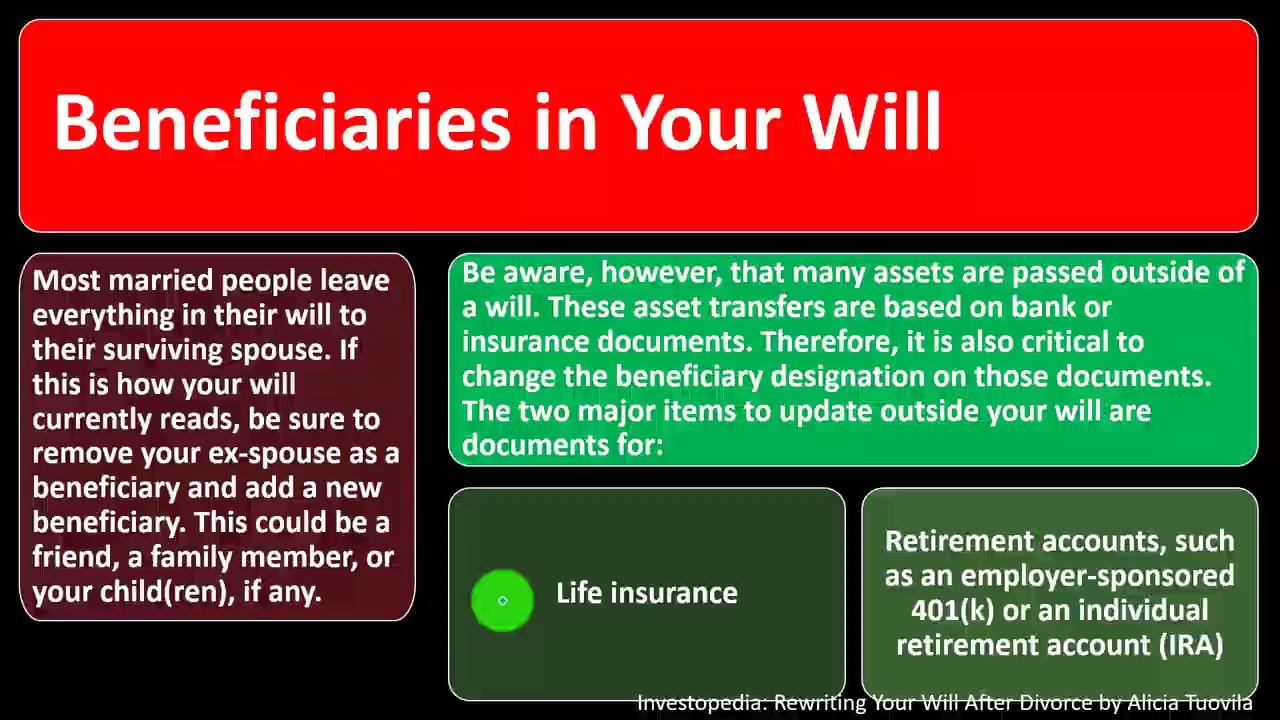 Beneficiaries in Your Will
Most married people leave
everything in their will to
their surviving spouse. If
this is how your will
currently reads, be sure to
remove your ex-spouse as a
beneficiary and add a new
beneficiary. This could be a
friend, a family member, or
your child(ren), if any.
Be aware, however, that many assets are passed outside of
a will. These asset transfers are based on bank or
insurance documents. Therefore, it is also critical to
change the beneficiary designation on those documents.
The two major items to update outside your will are
documents for:
Life insurance
Retirement accounts, such
as an employer-sponsored
401(k) or an individual
retirement account (IRA)
Investopedia: Rewriting Your Will After Divorce by Alicia Tuovila